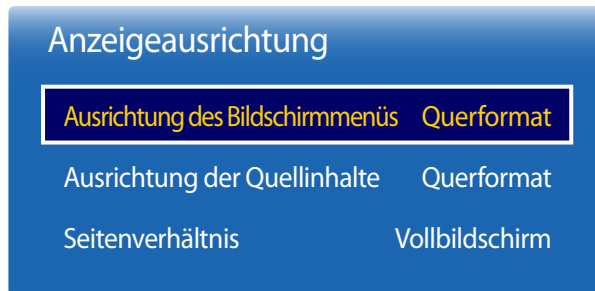 Anzeigeausrichtung
Ausrichtung des Bildschirmmenüs Querformat
Ausrichtung der Quellinhalte Querformat
Seitenverhältnis Vollbildschirm